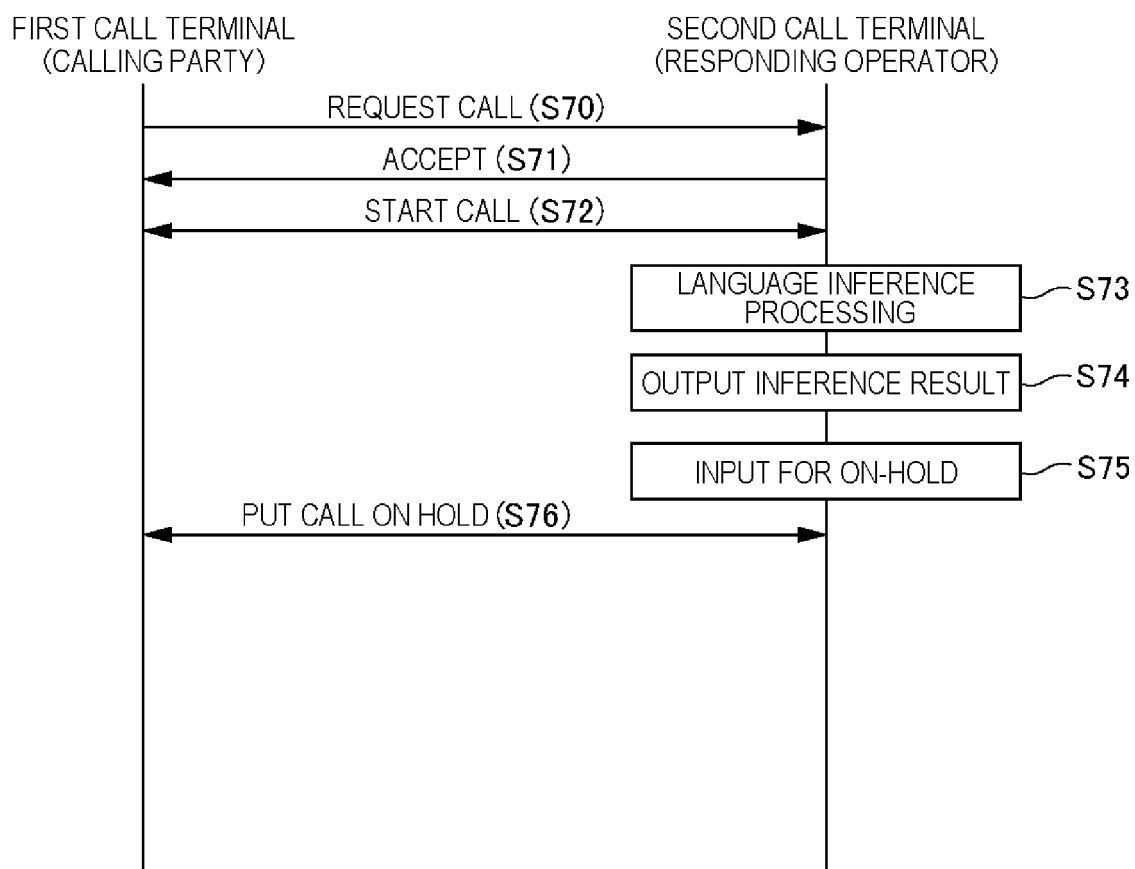 FIRST CALL TERMINAL
(CALLING PARTY)
SECOND CALL TERMINAL
(RESPONDING OPERATOR)
REQUEST CALL (S70)
ACCEPT (S71)
START CALL (S72)
LANGUAGE INFERENCE
PROCESSING
S73
OUTPUT INFERENCE RESULT
S74
INPUT FOR ON-HOLD
S75
PUT CALL ON HOLD (S76)